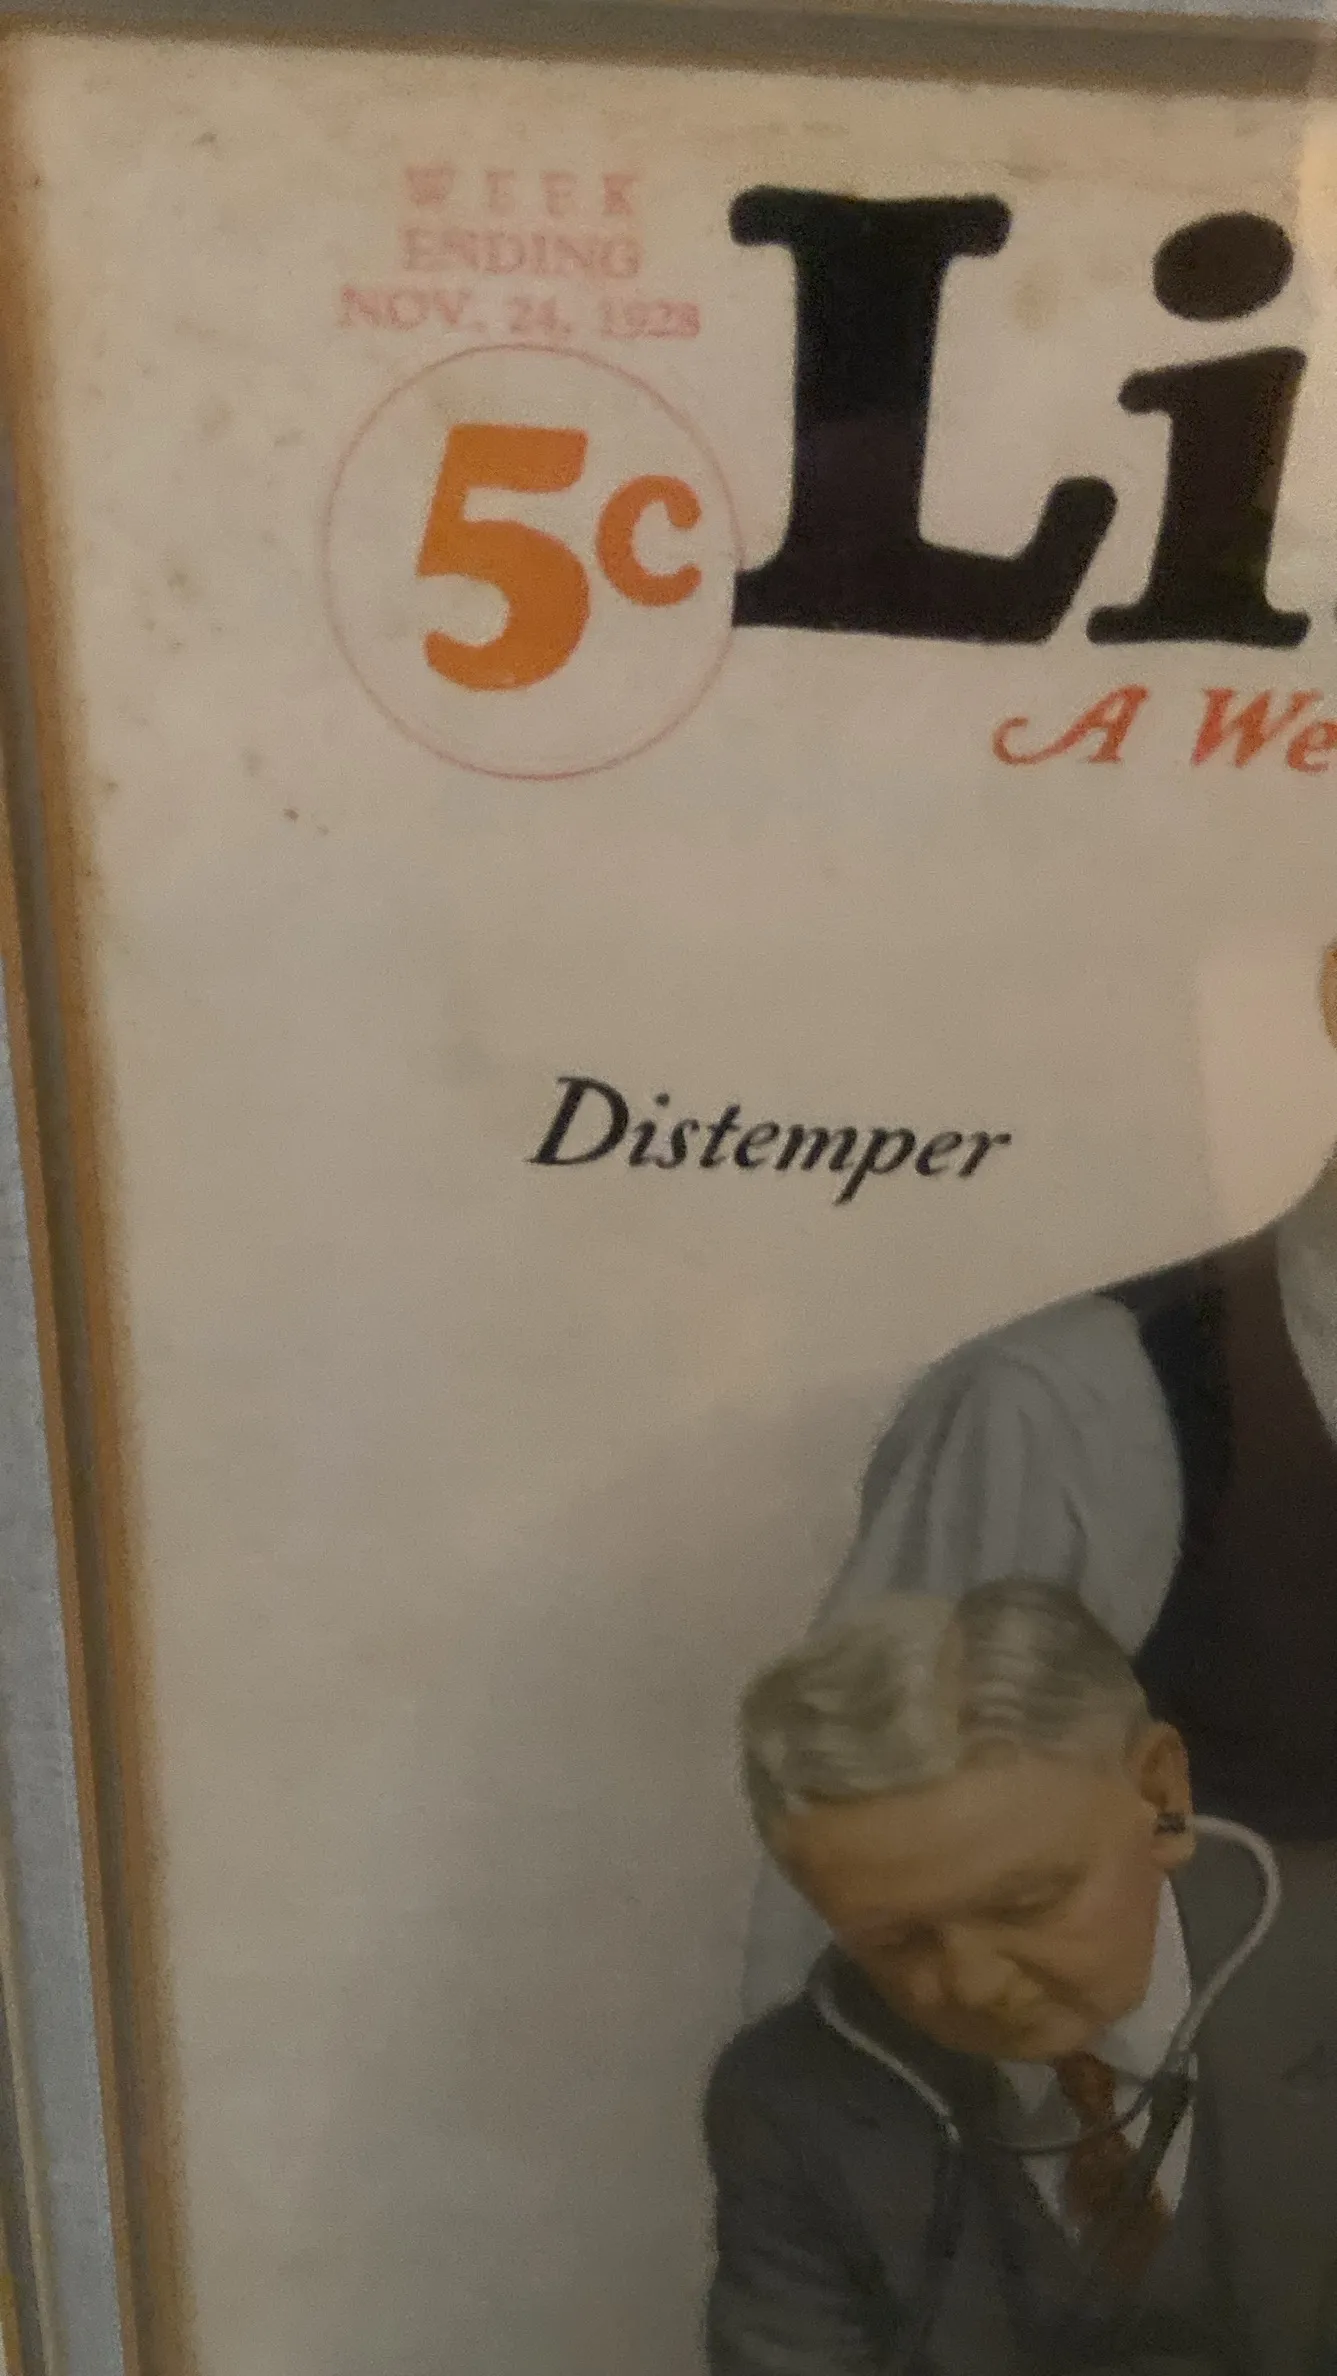 WEEK
ENDING
NOV. 24, 1928
5c
Li
A We
Distemper